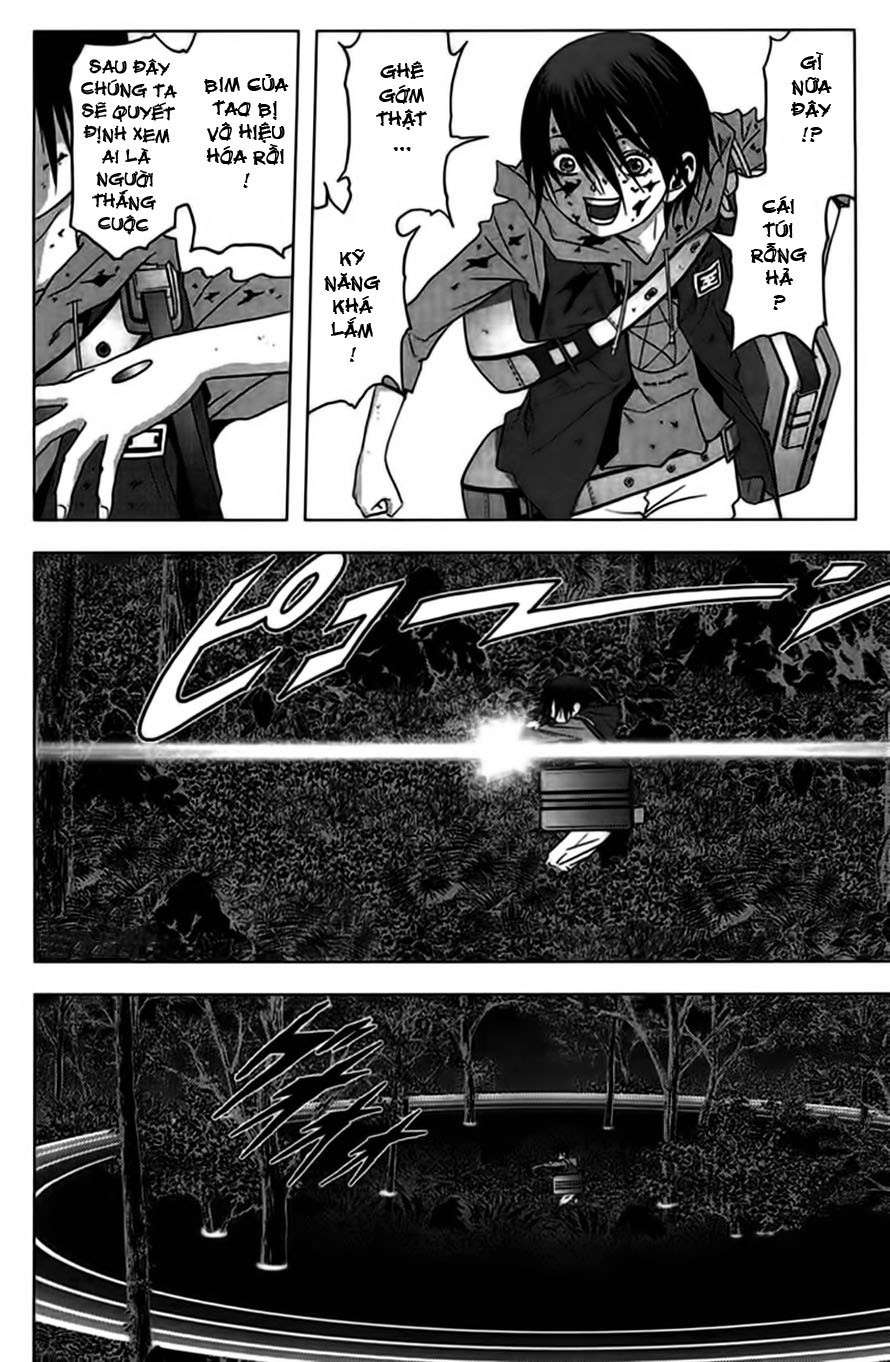 GÌ
NỮA
ĐÂY
!?
CÁI
TÚI
RỖNG
HẢ
?
GHÊ
GỚM
THẬT
...
KỸ
NĂNG
KHÁ
LẮM
!
BIM CỦA
TAO BỊ
VÔ HIỆU
HÓA RỒI
!
SAU ĐÂY
CHÚNG TA
SẼ QUYẾT
ĐỊNH XEM
AI LÀ
NGƯỜI
THẮNG
CUỘC
ピュー